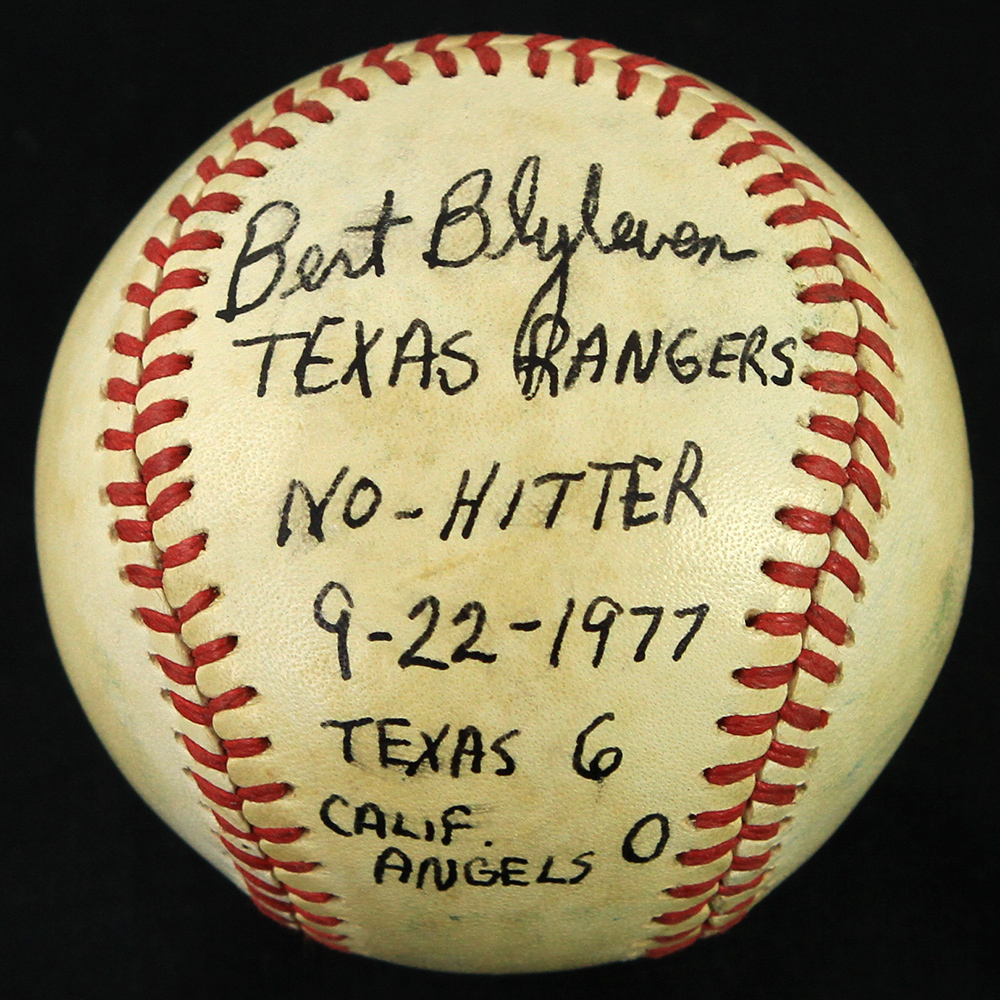 Bert Blyleven
TEXAS RANGERS
NO-HITTER
9-22-1977
TEXAS 6
CALIF.
ANGELS 0